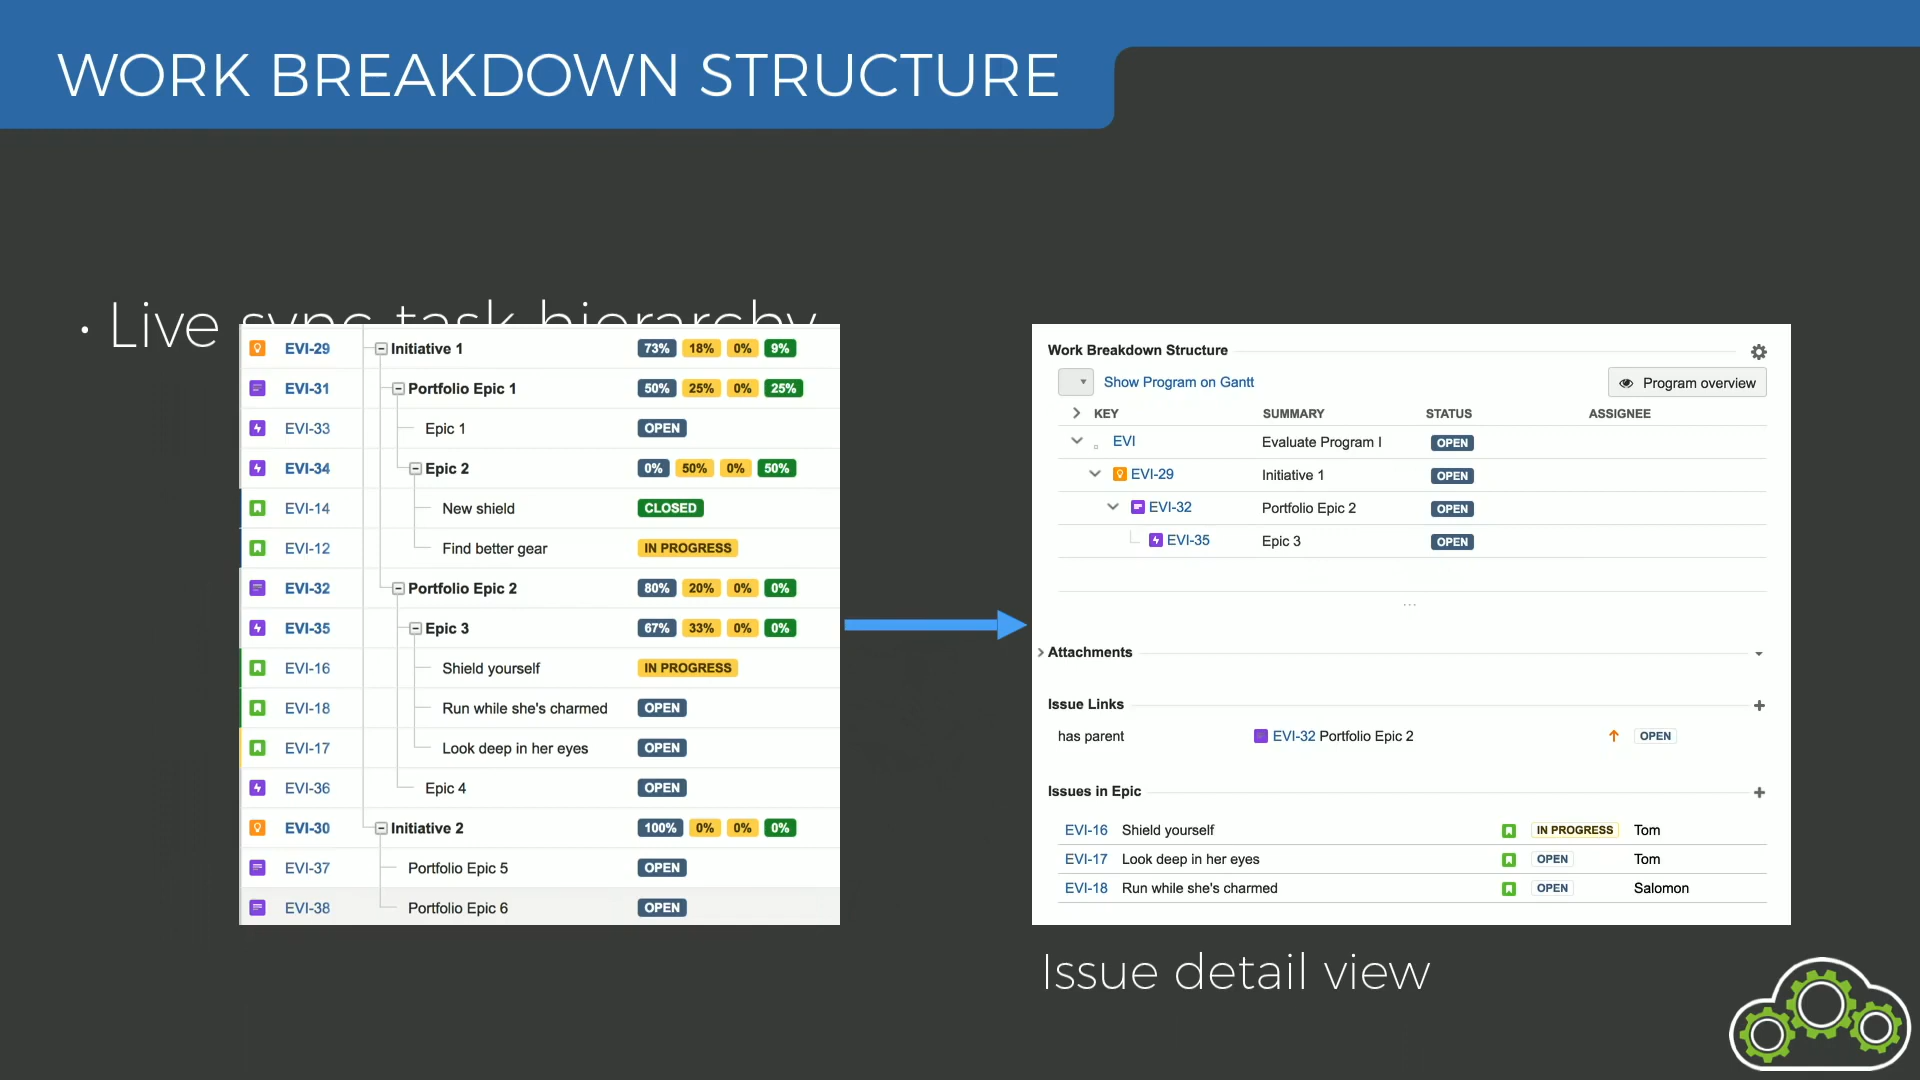 WORK BREAKDOWN STRUCTURE
• Live sync task hierarchy
EVI-29 Initiative 1 73% 18% 0% 9%
EVI-31 Portfolio Epic 1 50% 25% 0% 25%
EVI-33 Epic 1 OPEN
EVI-34 Epic 2 0% 50% 0% 50%
EVI-14 New shield CLOSED
EVI-12 Find better gear IN PROGRESS
EVI-32 Portfolio Epic 2 80% 20% 0% 0%
EVI-35 Epic 3 67% 33% 0% 0%
EVI-16 Shield yourself IN PROGRESS
EVI-18 Run while she's charmed OPEN
EVI-17 Look deep in her eyes OPEN
EVI-36 Epic 4 OPEN
EVI-30 Initiative 2 100% 0% 0% 0%
EVI-37 Portfolio Epic 5 OPEN
EVI-38 Portfolio Epic 6 OPEN
Work Breakdown Structure
Show Program on Gantt Program overview
KEY SUMMARY STATUS ASSIGNEE
EVI Evaluate Program I OPEN
EVI-29 Initiative 1 OPEN
EVI-32 Portfolio Epic 2 OPEN
EVI-35 Epic 3 OPEN
...
Attachments
Issue Links
has parent EVI-32 Portfolio Epic 2 OPEN
Issues in Epic
EVI-16 Shield yourself IN PROGRESS Tom
EVI-17 Look deep in her eyes OPEN Tom
EVI-18 Run while she's charmed OPEN Salomon
Issue detail view